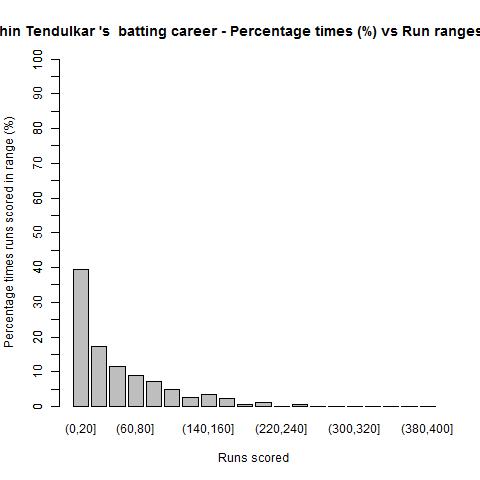 hin Tendulkar 's  batting career - Percentage times (%) vs Run ranges
Percentage times runs scored in range (%)
100
90
80
70
60
50
40
30
20
10
0
(0,20] (60,80] (140,160] (220,240] (300,320] (380,400]
Runs scored